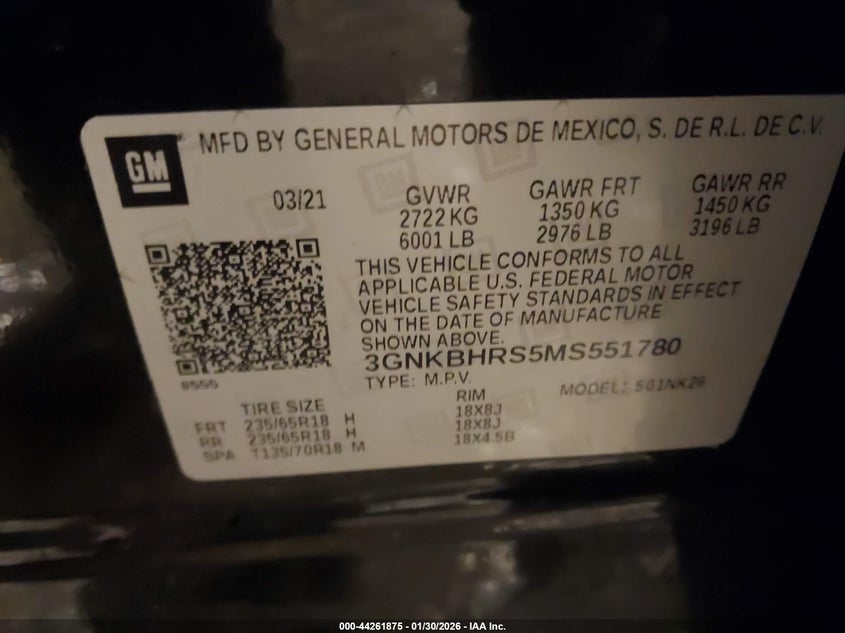 GM
MFD BY GENERAL MOTORS DE MEXICO, S. DE R.L. DE C.V.
03/21
GVWR
2722 KG
6001 LB
GAWR FRT
1350 KG
2976 LB
GAWR RR
1450 KG
3196 LB
THIS VEHICLE CONFORMS TO ALL
APPLICABLE U.S. FEDERAL MOTOR
VEHICLE SAFETY STANDARDS IN EFFECT
ON THE DATE OF MANUFACTURE
SHOWN ABOVE.
3GNKBHRS5MS551780
TYPE: M.P.V.
MODEL: 501NK26
8555
TIRE SIZE RIM
FRT 235/65R18 H 18X8J
RR 235/65R18 H 18X8J
SPA T135/70R18 M 18X4.5B
000-44261875 - 01/30/2026 - IAA Inc.